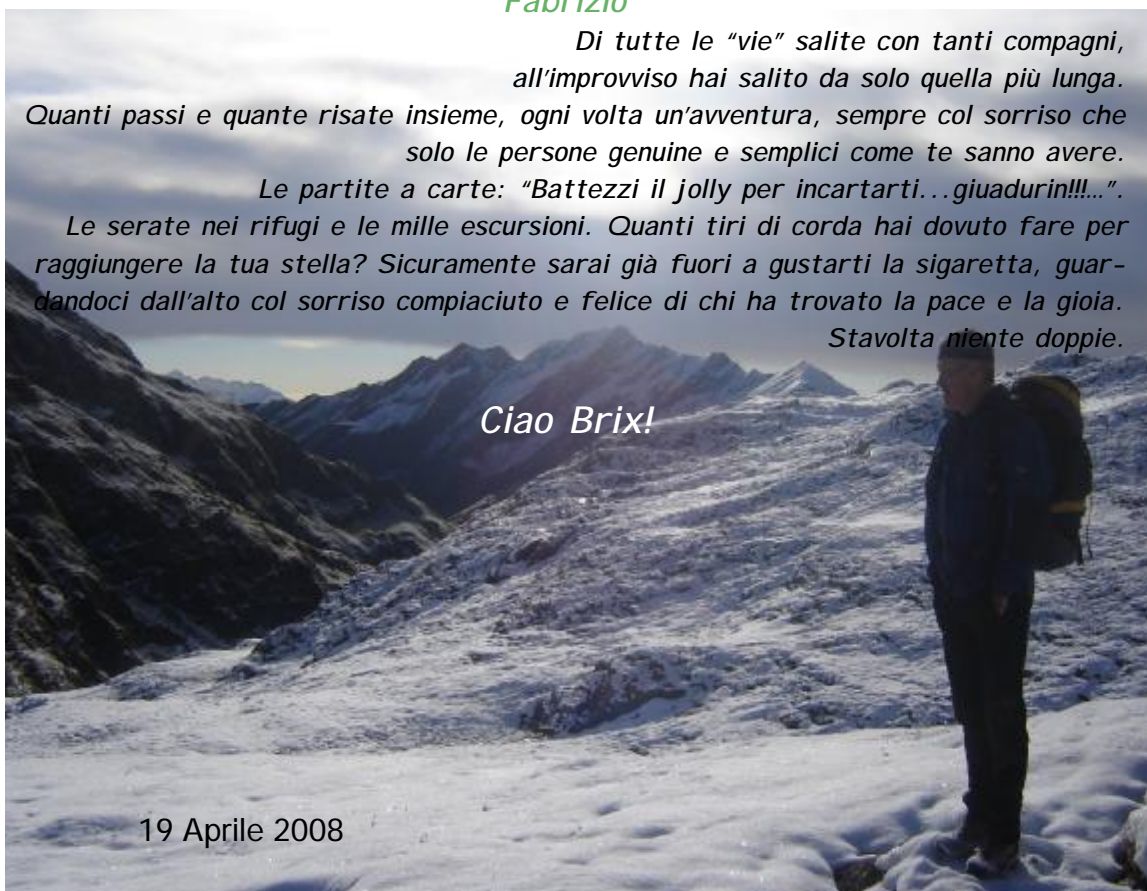 Fabrizio
Di tutte le “vie” salite con tanti compagni,
all’improvviso hai salito da solo quella più lunga.
Quanti passi e quante risate insieme, ogni volta un’avventura, sempre col sorriso che
solo le persone genuine e semplici come te sanno avere.
Le partite a carte: “Battezzi il jolly per incartarti...giuadurin!!!...”.
Le serate nei rifugi e le mille escursioni. Quanti tiri di corda hai dovuto fare per
raggiungere la tua stella? Sicuramente sarai già fuori a gustarti la sigaretta, guar-
dandoci dall’alto col sorriso compiaciuto e felice di chi ha trovato la pace e la gioia.
Stavolta niente doppie.
Ciao Brix!
19 Aprile 2008